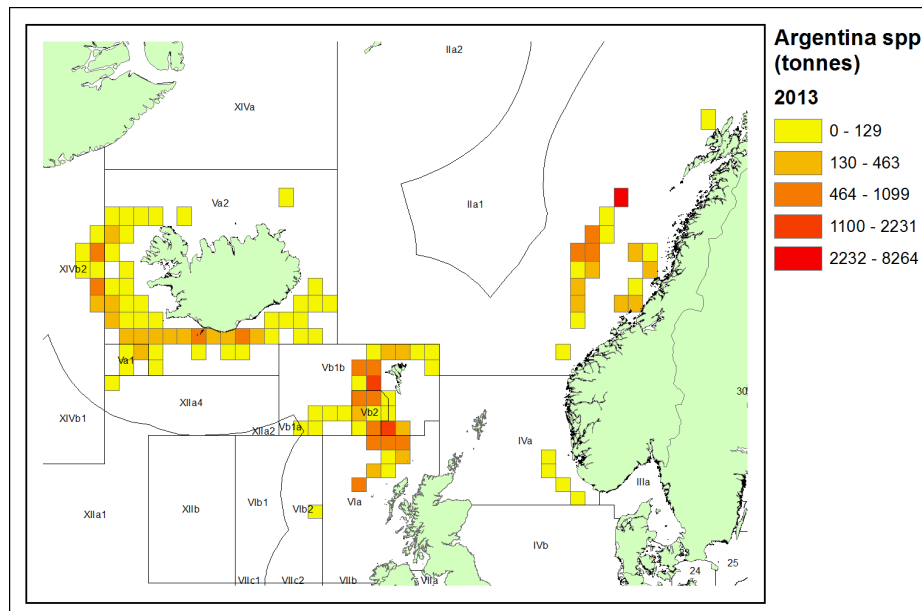 Argentina spp
(tonnes)
2013
0 - 129
130 - 463
464 - 1099
1100 - 2231
2232 - 8264
IIa2
XIVa
Va2
IIa1
XIVb2
Va1
Vb1b
XIVb1
XIIa4
Vb2
XIIa2
Vb1a
IVa
30
IIIa
XIIa1
XIIb
VIb1
VIb2
VIa
IVb
25
24
VIIc1
VIIc2
VIIb
VIIa